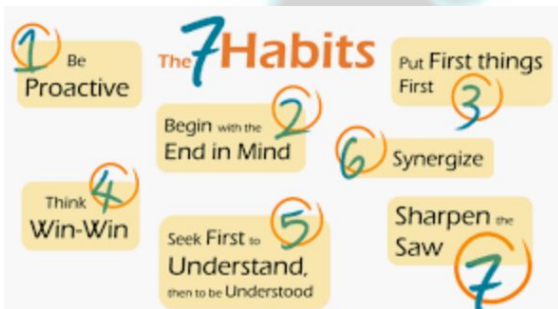 The 7 Habits
1 Be
Proactive
Begin with the 2
End in Mind
Put First things
First 3
Think 4
Win-Win
Seek First to 5
Understand,
then to be Understood
6 Synergize
Sharpen the
Saw 7